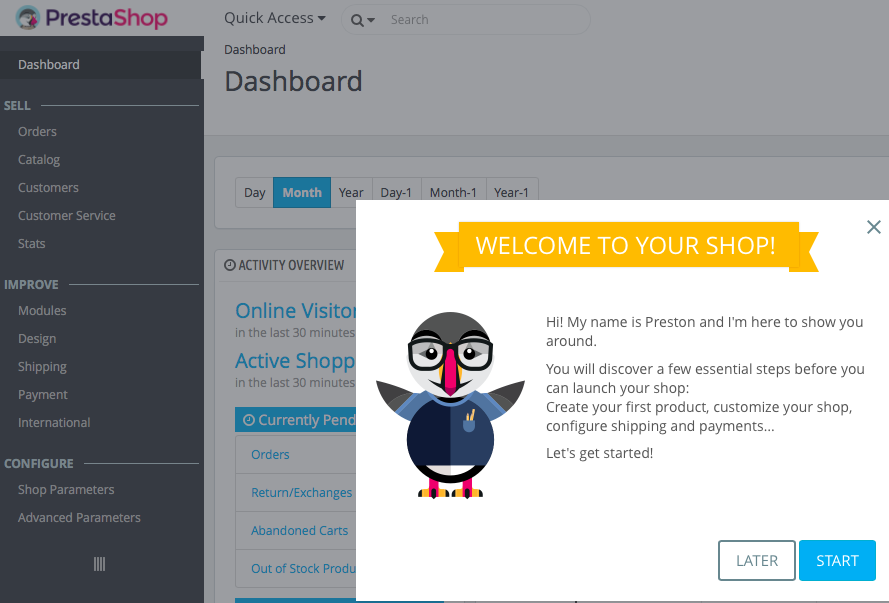 PrestaShop
Quick Access
Search
Dashboard
Dashboard
Dashboard
SELL
Orders
Catalog
Customers
Customer Service
Stats
IMPROVE
Modules
Design
Shipping
Payment
International
CONFIGURE
Shop Parameters
Advanced Parameters
Day Month Year Day-1 Month-1 Year-1
ACTIVITY OVERVIEW
Online
in the last 30 minutes
Active
in the last 30 minutes
Currently
Orders
Return/Exchanges
Abandoned Carts
Out of Stock
WELCOME TO YOUR SHOP!
Hi! My name is Preston and I'm here to show you
around.
You will discover a few essential steps before you
can launch your shop:
Create your first product, customize your shop,
configure shipping and payments...
Let's get started!
LATER
START